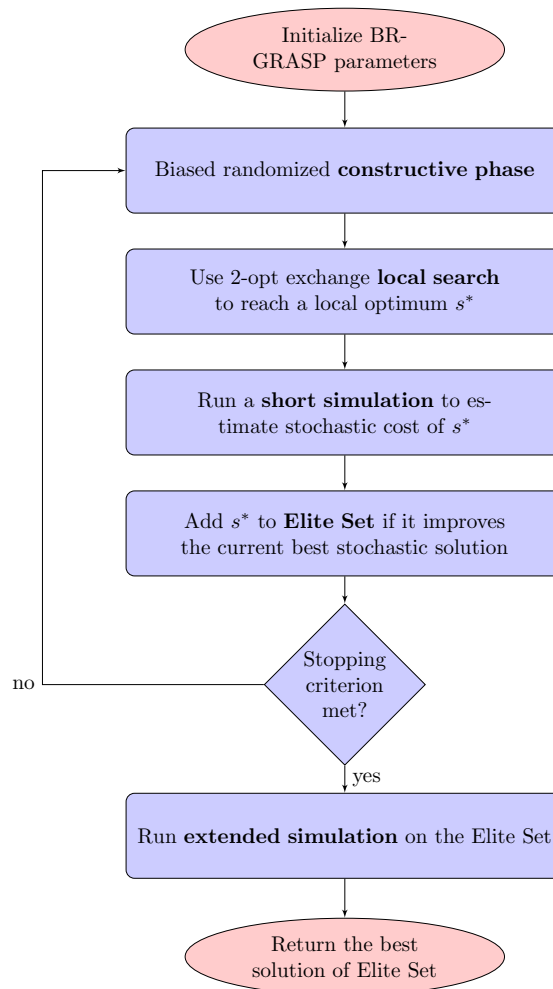 Initialize BR-
GRASP parameters
Biased randomized constructive phase
Use 2-opt exchange local search
to reach a local optimum s*
Run a short simulation to es-
timate stochastic cost of s*
Add s* to Elite Set if it improves
the current best stochastic solution
Stopping
criterion
met?
no
yes
Run extended simulation on the Elite Set
Return the best
solution of Elite Set